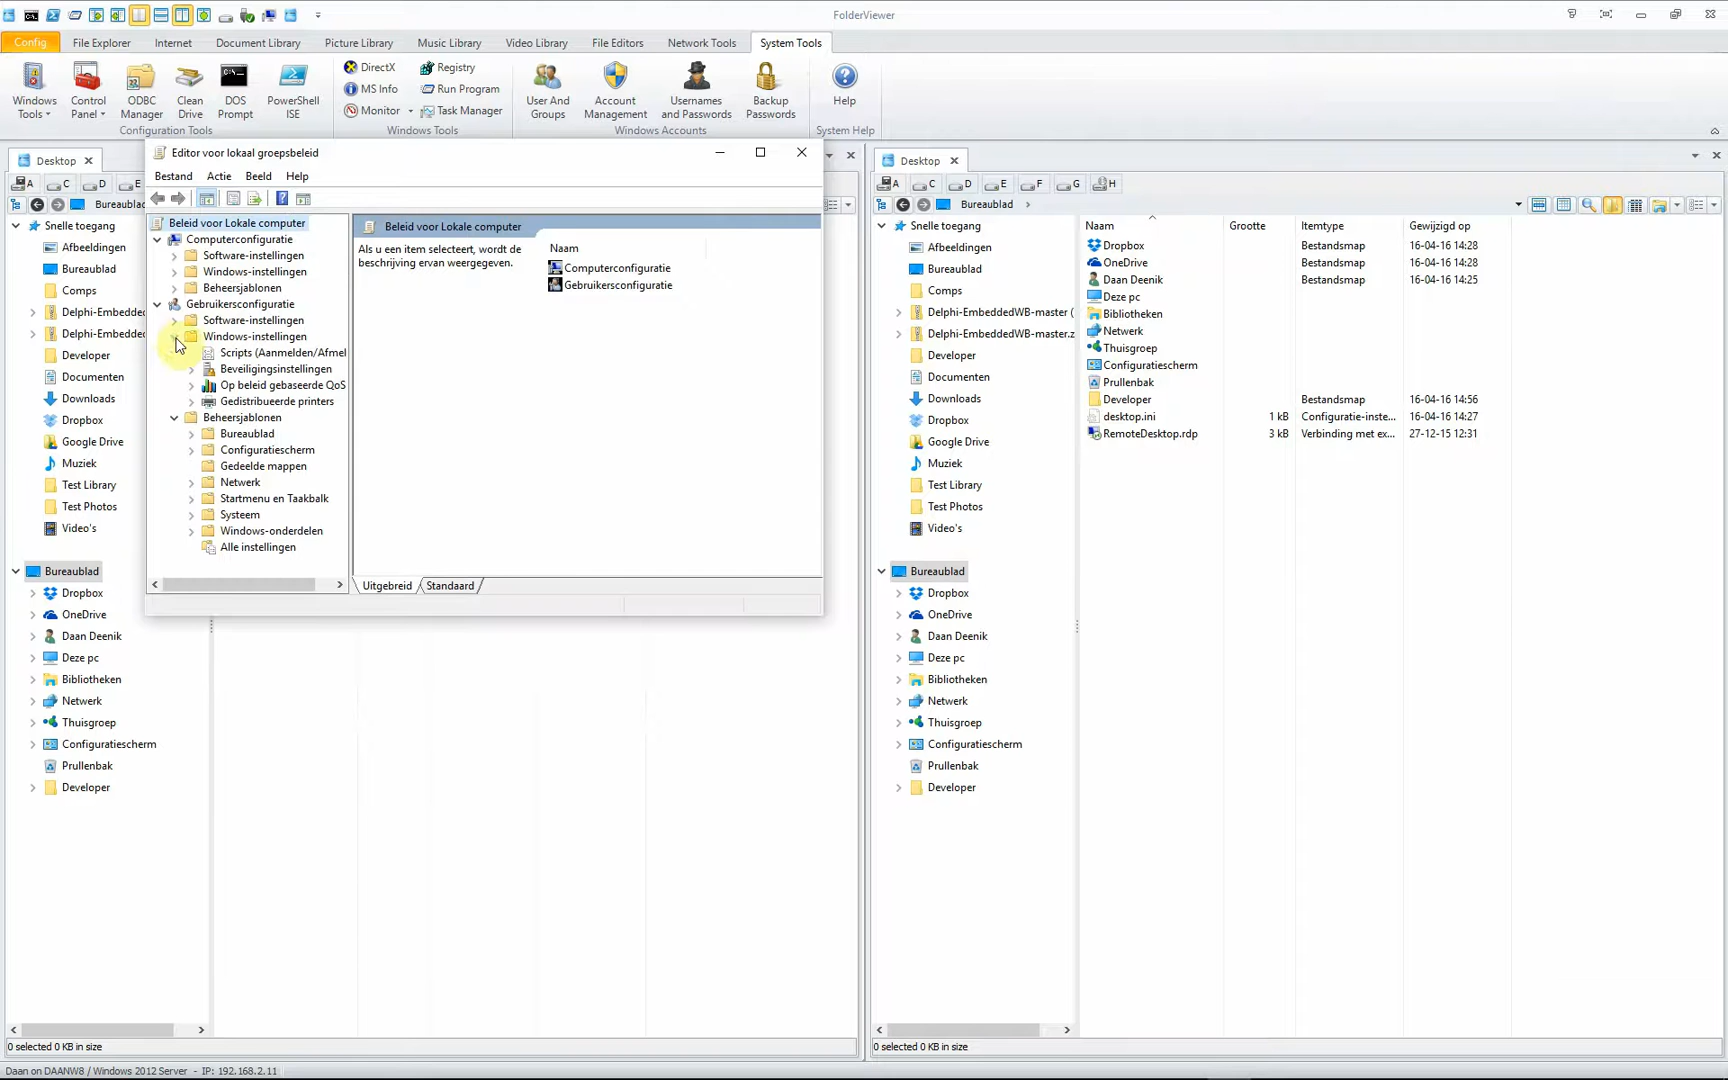 FolderViewer
Config File Explorer Internet Document Library Picture Library Music Library Video Library File Editors Network Tools System Tools
Windows Tools
Control Panel
ODBC Manager
Clean Drive
DOS Prompt
PowerShell ISE
Configuration Tools
DirectX
MS Info
Monitor
Registry
Run Program
Task Manager
Windows Tools
User And Groups
Account Management
Usernames and Passwords
Backup Passwords
Windows Accounts
Help
System Help
Desktop
A C D E
Bureaubla
Snelle toegang
Afbeeldingen
Bureaublad
Comps
Delphi-Embedded
Delphi-Embedded
Developer
Documenten
Downloads
Dropbox
Google Drive
Muziek
Test Library
Test Photos
Video's
Bureaublad
Dropbox
OneDrive
Daan Deenik
Deze pc
Bibliotheken
Netwerk
Thuisgroep
Configuratiescherm
Prullenbak
Developer
0 selected 0 KB in size
Editor voor lokaal groepsbeleid
Bestand Actie Beeld Help
Beleid voor Lokale computer
Computerconfiguratie
Software-instellingen
Windows-instellingen
Beheersjablonen
Gebruikersconfiguratie
Software-instellingen
Windows-instellingen
Scripts (Aanmelden/Afmel
Beveiligingsinstellingen
Op beleid gebaseerde QoS
Gedistribueerde printers
Beheersjablonen
Bureaublad
Configuratiescherm
Gedeelde mappen
Netwerk
Startmenu en Taakbalk
Systeem
Windows-onderdelen
Alle instellingen
Beleid voor Lokale computer
Als u een item selecteert, wordt de
beschrijving ervan weergegeven.
Naam
Computerconfiguratie
Gebruikersconfiguratie
Uitgebreid Standaard
Desktop
A C D E F G H
Bureaublad
Snelle toegang
Afbeeldingen
Bureaublad
Comps
Delphi-EmbeddedWB-master (
Delphi-EmbeddedWB-master.z
Developer
Documenten
Downloads
Dropbox
Google Drive
Muziek
Test Library
Test Photos
Video's
Bureaublad
Dropbox
OneDrive
Daan Deenik
Deze pc
Bibliotheken
Netwerk
Thuisgroep
Configuratiescherm
Prullenbak
Developer
Naam Grootte Itemtype Gewijzigd op
Dropbox Bestandsmap 16-04-16 14:28
OneDrive Bestandsmap 16-04-16 14:28
Daan Deenik Bestandsmap 16-04-16 14:25
Deze pc
Bibliotheken
Netwerk
Thuisgroep
Configuratiescherm
Prullenbak
Developer Bestandsmap 16-04-16 14:56
desktop.ini 1 kB Configuratie-inste... 16-04-16 14:27
RemoteDesktop.rdp 3 kB Verbinding met ex... 27-12-15 12:31
0 selected 0 KB in size
Daan on DAANW8 / Windows 2012 Server - IP: 192.168.2.11